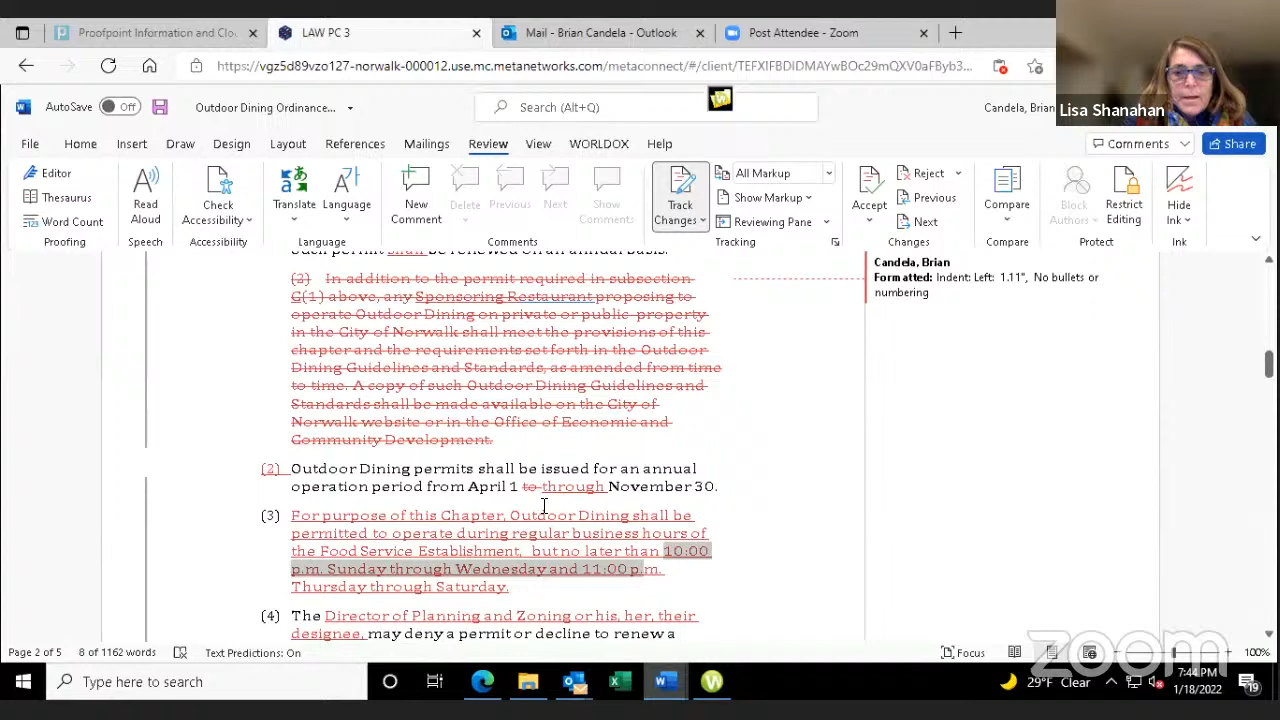 Proofpoint Information and Clo
LAW PC 3
Mail - Brian Candela - Outlook
Post Attendee - Zoom
https://vgz5d89vzo127-norwalk-000012.use.mc.metanetworks.com/metaconnect/#/client/TEFXIFBDIDMAYwBOc29mQXV0aFByb3...
AutoSave Off
Outdoor Dining Ordinance...
Search (Alt+Q)
Candela, Brian
Lisa Shanahan
File Home Insert Draw Design Layout References Mailings Review View WORLDOX Help
Comments Share
Editor
Thesaurus
Word Count
Proofing
Read Aloud
Speech
Check Accessibility
Accessibility
Translate
Language
Language
New Comment
Delete
Previous
Next
Show Comments
Comments
Track Changes
All Markup
Show Markup
Reviewing Pane
Tracking
Accept
Reject
Previous
Next
Changes
Compare
Compare
Block Authors
Restrict Editing
Protect
Hide Ink
Ink
Such permit shall be renewed on an annual basis.
(2) In addition to the permit required in subsection
C(1) above, any Sponsoring Restaurant proposing to
operate Outdoor Dining on private or public property
in the City of Norwalk shall meet the provisions of this
chapter and the requirements set forth in the Outdoor
Dining Guidelines and Standards, as amended from time
to time. A copy of such Outdoor Dining Guidelines and
Standards shall be made available on the City of
Norwalk website or in the Office of Economic and
Community Development.
(2) Outdoor Dining permits shall be issued for an annual
operation period from April 1 to through November 30.
(3) For purpose of this Chapter, Outdoor Dining shall be
permitted to operate during regular business hours of
the Food Service Establishment, but no later than 10:00
p.m. Sunday through Wednesday and 11:00 p.m.
Thursday through Saturday.
(4) The Director of Planning and Zoning or his, her, their
designee, may deny a permit or decline to renew a
Candela, Brian
Formatted: Indent: Left: 1.11", No bullets or
numbering
Page 2 of 5
8 of 1162 words
Text Predictions: On
Focus
100%
zoom
Type here to search
29°F Clear
7:44 PM
1/18/2022
19